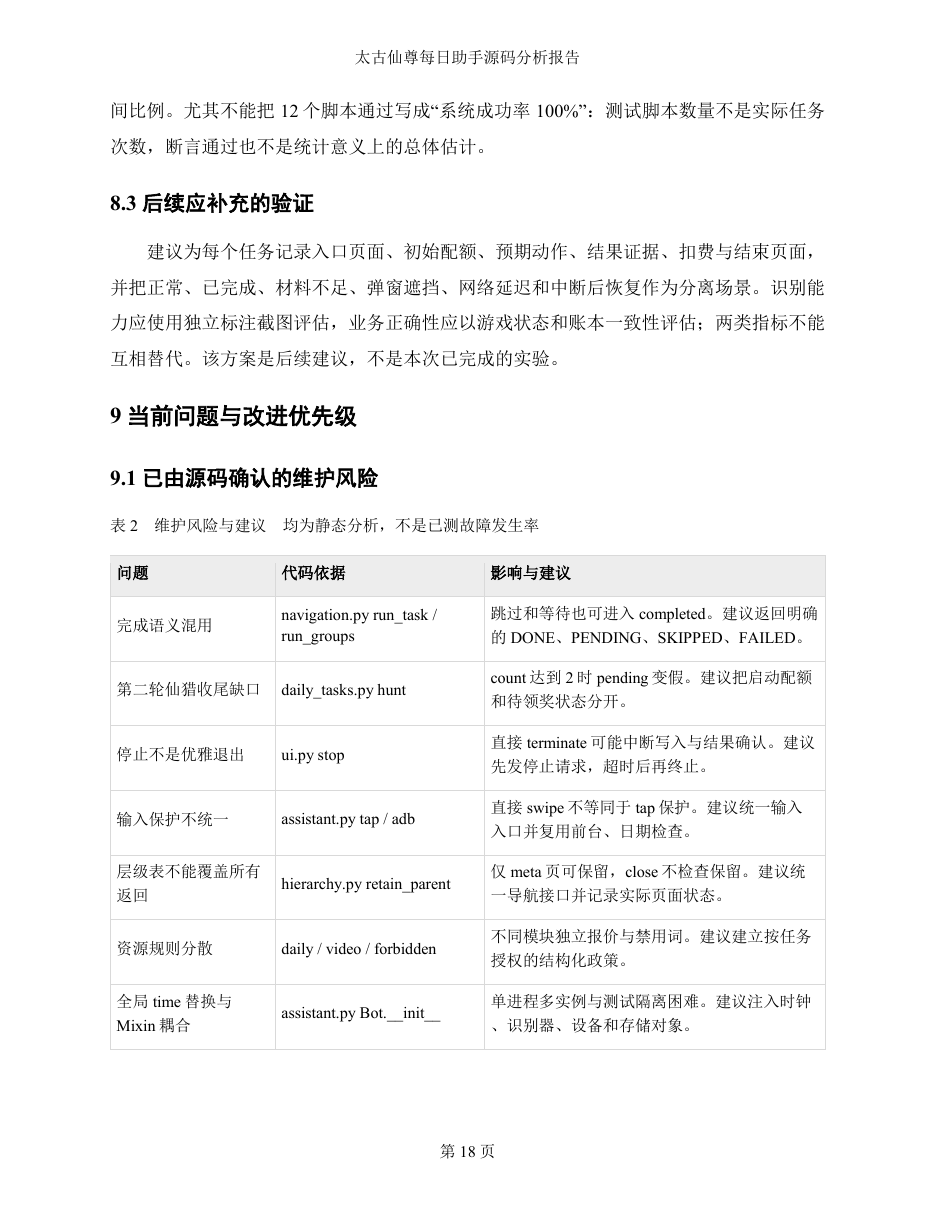 太古仙尊每日助手源码分析报告
间比例。尤其不能把 12 个脚本通过写成“系统成功率 100%”：测试脚本数量不是实际任务
次数，断言通过也不是统计意义上的总体估计。
8.3 后续应补充的验证
建议为每个任务记录入口页面、初始配额、预期动作、结果证据、扣费与结束页面，
并把正常、已完成、材料不足、弹窗遮挡、网络延迟和中断后恢复作为分离场景。识别能
力应使用独立标注截图评估，业务正确性应以游戏状态和账本一致性评估；两类指标不能
互相替代。该方案是后续建议，不是本次已完成的实验。
9 当前问题与改进优先级
9.1 已由源码确认的维护风险
表 2　维护风险与建议　均为静态分析，不是已测故障发生率
问题 代码依据 影响与建议
完成语义混用
navigation.py run_task /
run_groups
跳过和等待也可进入 completed。建议返回明确
的 DONE、PENDING、SKIPPED、FAILED。
第二轮仙猎收尾缺口
daily_tasks.py hunt
count 达到 2 时 pending 变假。建议把启动配额
和待领奖状态分开。
停止不是优雅退出
ui.py stop
直接 terminate 可能中断写入与结果确认。建议
先发停止请求，超时后再终止。
输入保护不统一
assistant.py tap / adb
直接 swipe 不等同于 tap 保护。建议统一输入
入口并复用前台、日期检查。
层级表不能覆盖所有
返回
hierarchy.py retain_parent
仅 meta 页可保留，close 不检查保留。建议统
一导航接口并记录实际页面状态。
资源规则分散
daily / video / forbidden
不同模块独立报价与禁用词。建议建立按任务
授权的结构化政策。
全局 time 替换与
Mixin 耦合
assistant.py Bot.__init__
单进程多实例与测试隔离困难。建议注入时钟
、识别器、设备和存储对象。
第 18 页